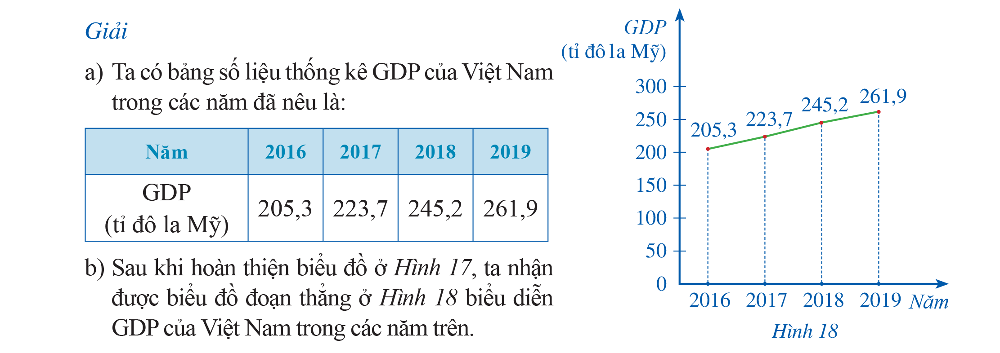 Giải
a) Ta có bảng số liệu thống kê GDP của Việt Nam
trong các năm đã nêu là:
Năm 2016 2017 2018 2019
GDP
(tỉ đô la Mỹ) 205,3 223,7 245,2 261,9
b) Sau khi hoàn thiện biểu đồ ở Hình 17, ta nhận
được biểu đồ đoạn thẳng ở Hình 18 biểu diễn
GDP của Việt Nam trong các năm trên.
GDP
(tỉ đô la Mỹ)
300
250
200
150
100
50
0
205,3
223,7
245,2
261,9
2016 2017 2018 2019 Năm
Hình 18